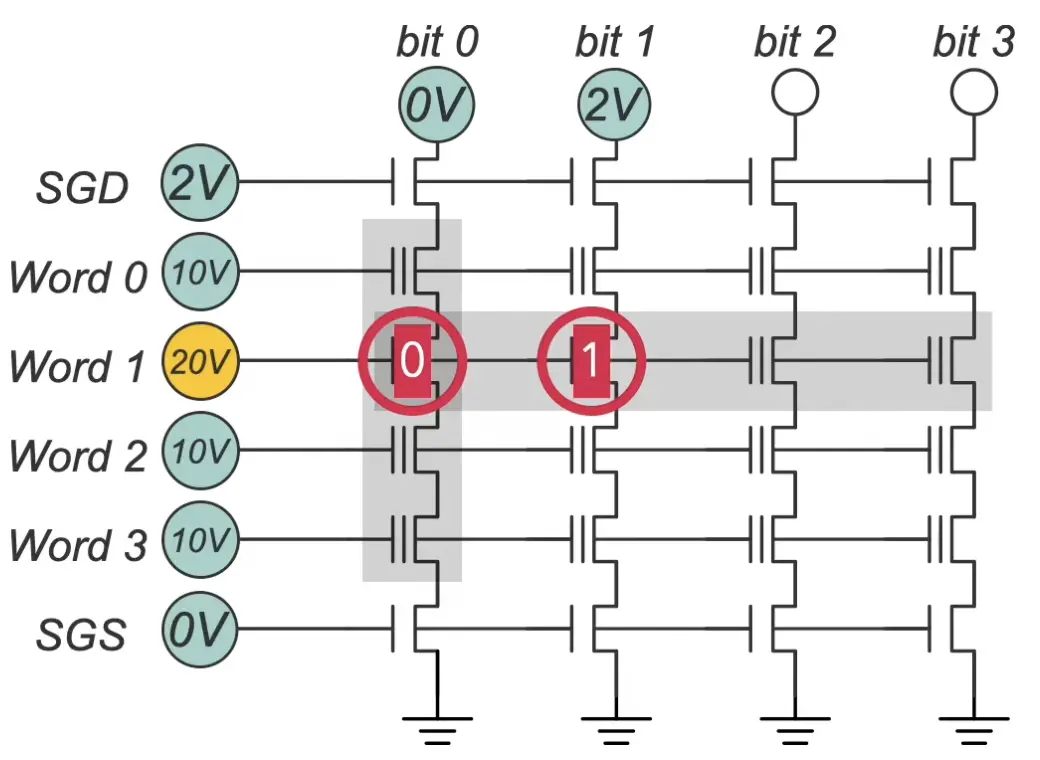 bit 0 bit 1 bit 2 bit 3
0V 2V
SGD 2V
Word 0 10V
Word 1 20V 0 1
Word 2 10V
Word 3 10V
SGS 0V